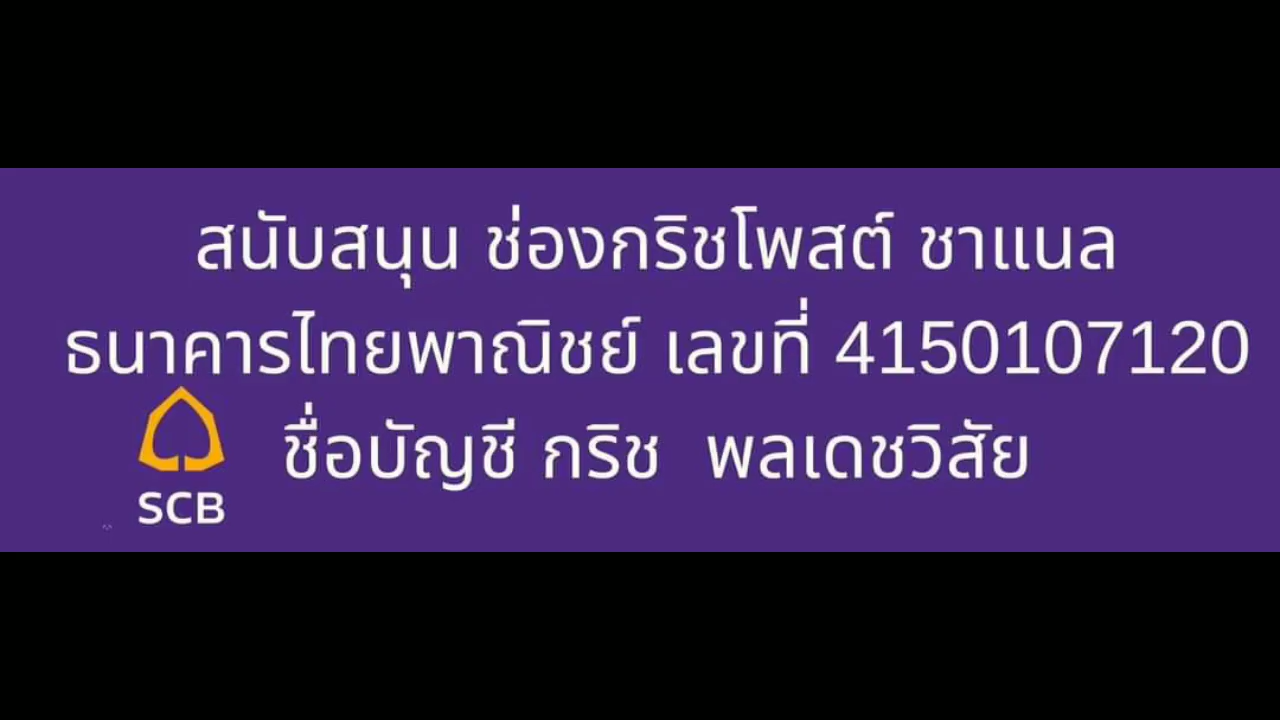 สนับสนุน ช่องกริชโพสต์ ชาแนล
ธนาคารไทยพาณิชย์ เลขที่ 4150107120
ชื่อบัญชี กริช พลเดชวิสัย
SCB